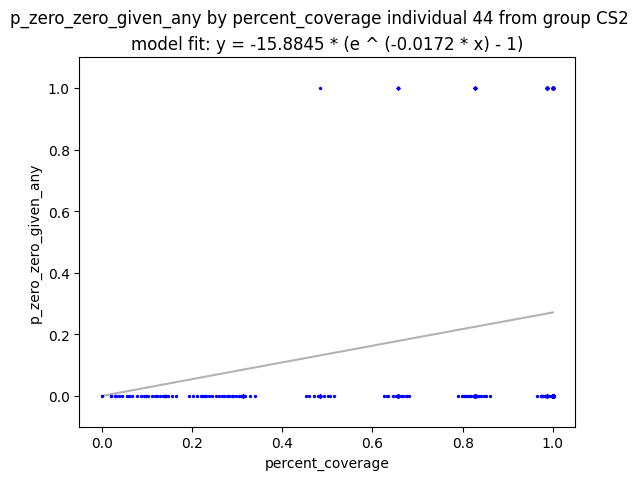 p_zero_zero_given_any by percent_coverage individual 44 from group CS2
model fit: y = -15.8845 * (e ^ (-0.0172 * x) - 1)
1.0
0.8
0.6
0.4
0.2
0.0
p_zero_zero_given_any
0.0 0.2 0.4 0.6 0.8 1.0
percent_coverage